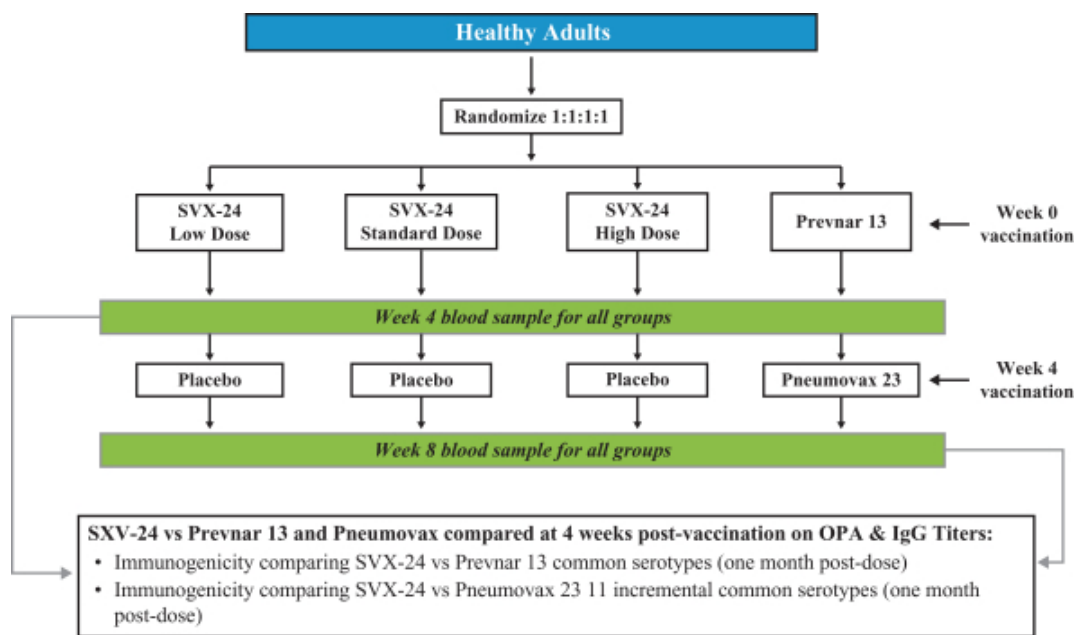 Healthy Adults
Randomize 1:1:1:1
SVX-24
Low Dose
SVX-24
Standard Dose
SVX-24
High Dose
Prevnar 13
Week 0
vaccination
Week 4 blood sample for all groups
Placebo
Placebo
Placebo
Pneumovax 23
Week 4
vaccination
Week 8 blood sample for all groups
SXV-24 vs Prevnar 13 and Pneumovax compared at 4 weeks post-vaccination on OPA & IgG Titers:
• Immunogenicity comparing SVX-24 vs Prevnar 13 common serotypes (one month post-dose)
• Immunogenicity comparing SVX-24 vs Pneumovax 23 11 incremental common serotypes (one month
post-dose)